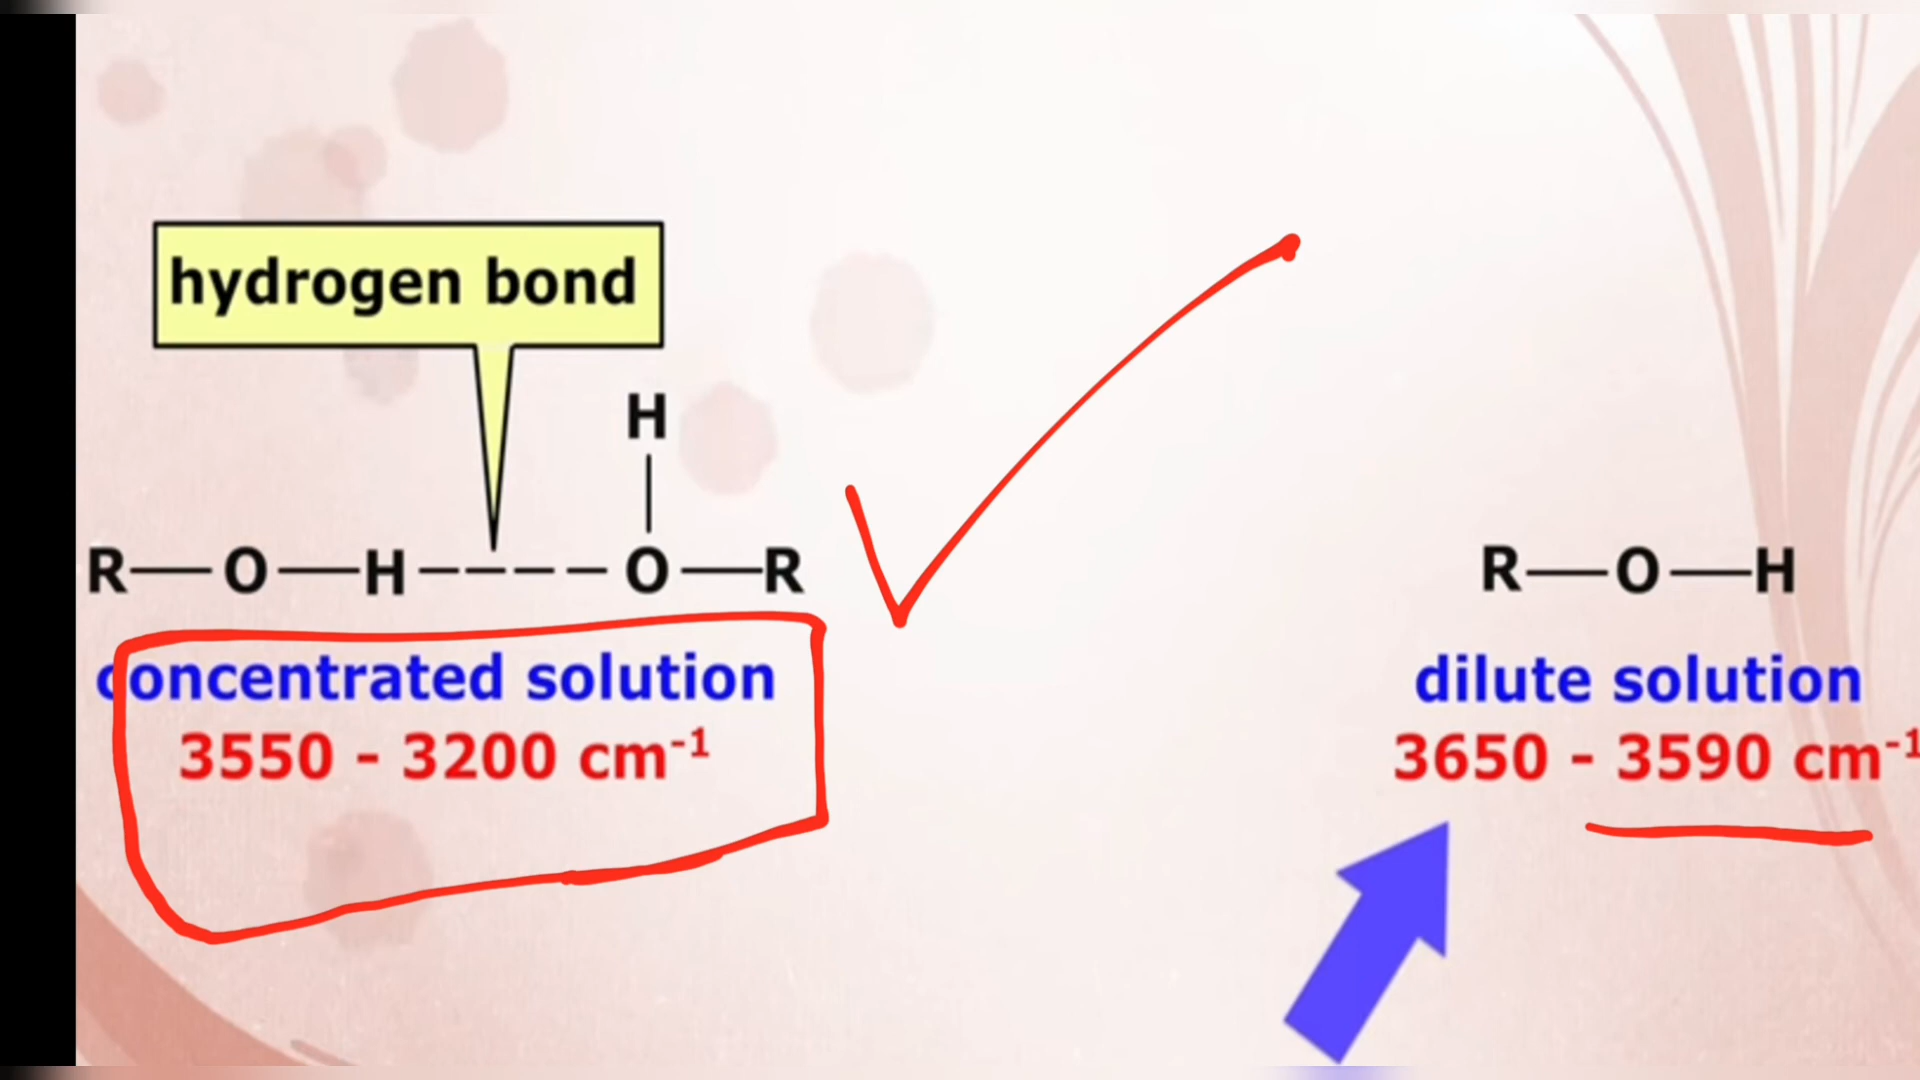 hydrogen bond
H
R—O—H-----O—R
concentrated solution
3550 - 3200 cm⁻¹
R—O—H
dilute solution
3650 - 3590 cm⁻¹